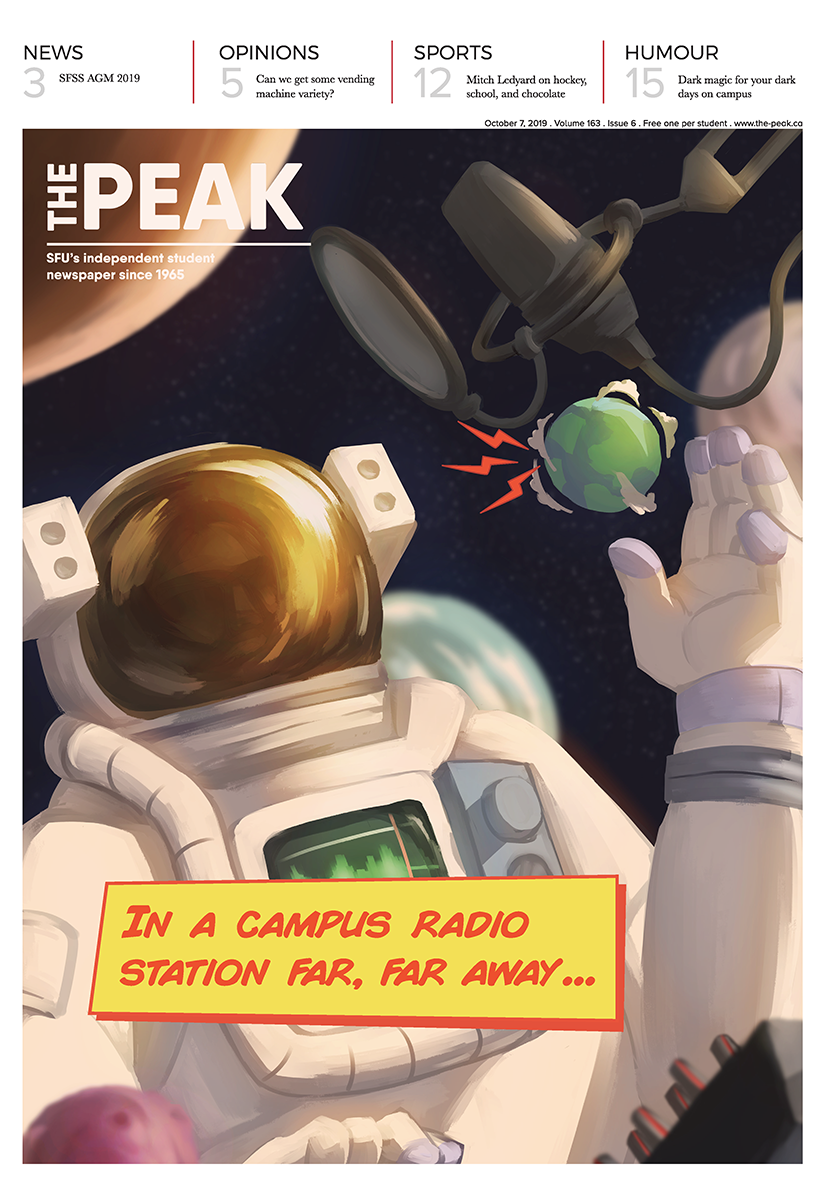 NEWS
3
SFSS AGM 2019
OPINIONS
5
Can we get some vending
machine variety?
SPORTS
12
Mitch Ledyard on hockey,
school, and chocolate
HUMOUR
15
Dark magic for your dark
days on campus
October 7, 2019 . Volume 163 . Issue 6 . Free one per student . www.the-peak.ca
THE PEAK
SFU's independent student
newspaper since 1965
IN A CAMPUS RADIO
STATION FAR, FAR AWAY...